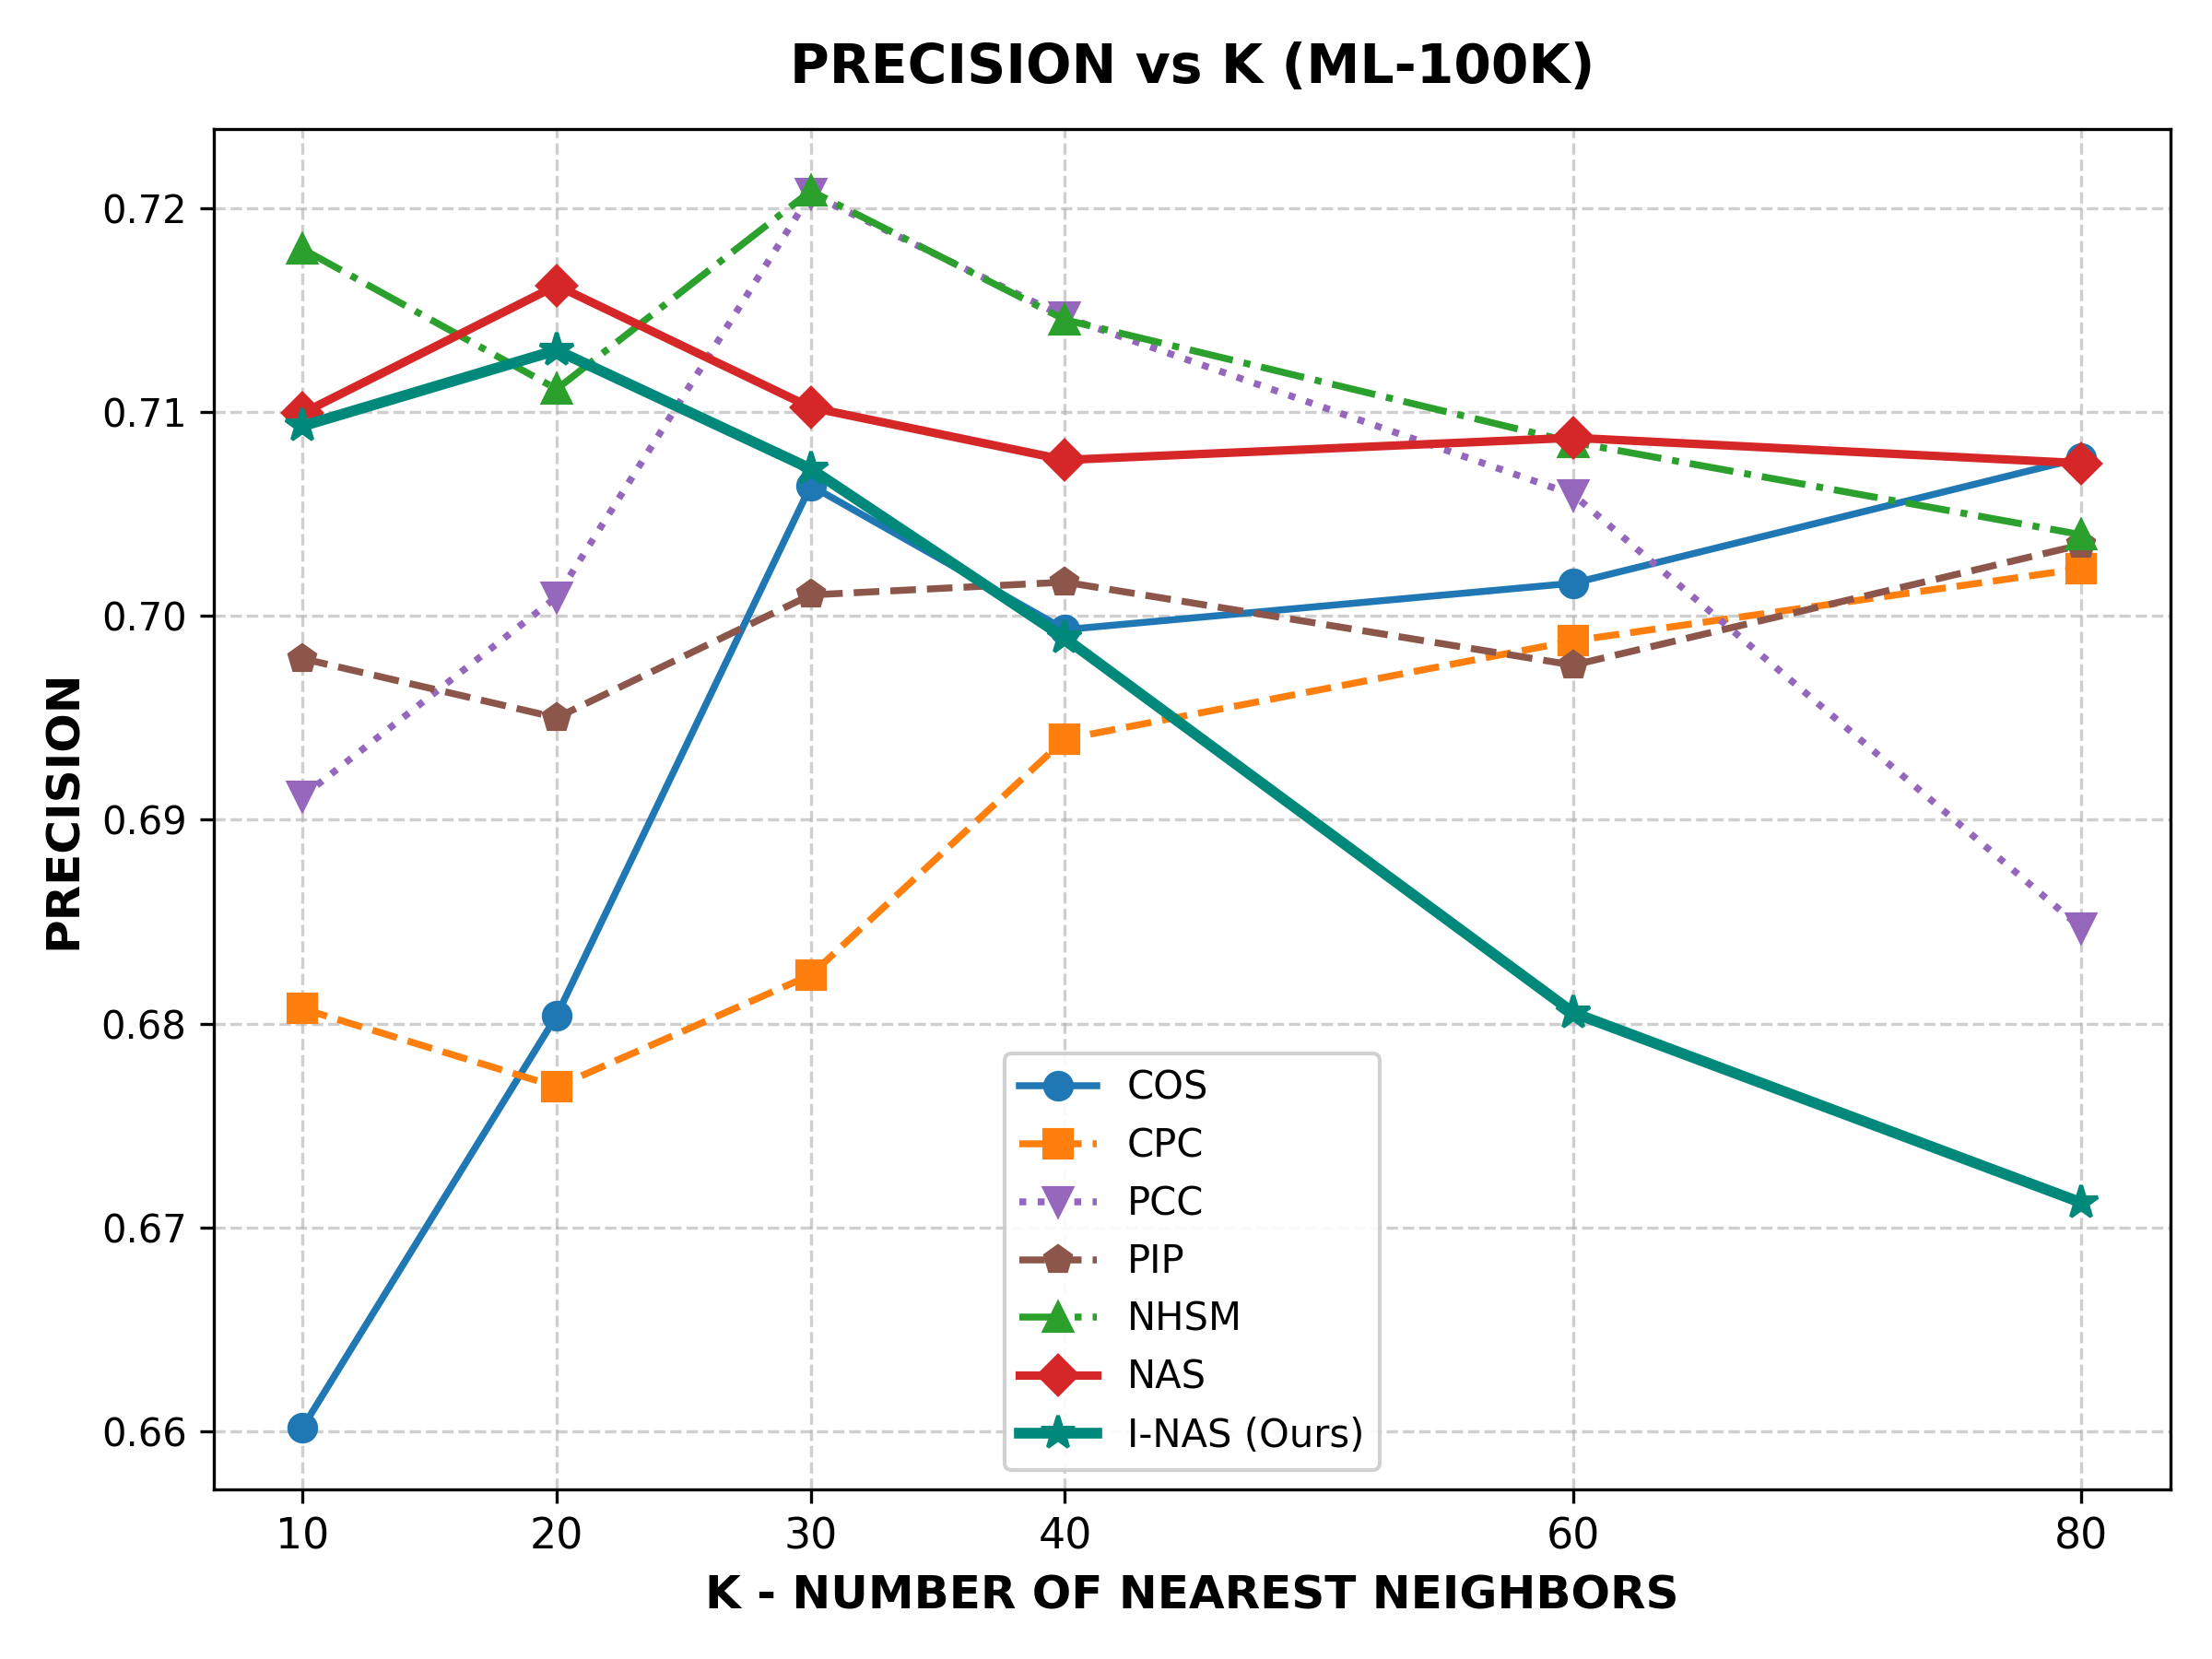 PRECISION vs K (ML-100K)
PRECISION
0.72
0.71
0.70
0.69
0.68
0.67
0.66
COS
CPC
PCC
PIP
NHSM
NAS
I-NAS (Ours)
10 20 30 40 60 80
K - NUMBER OF NEAREST NEIGHBORS